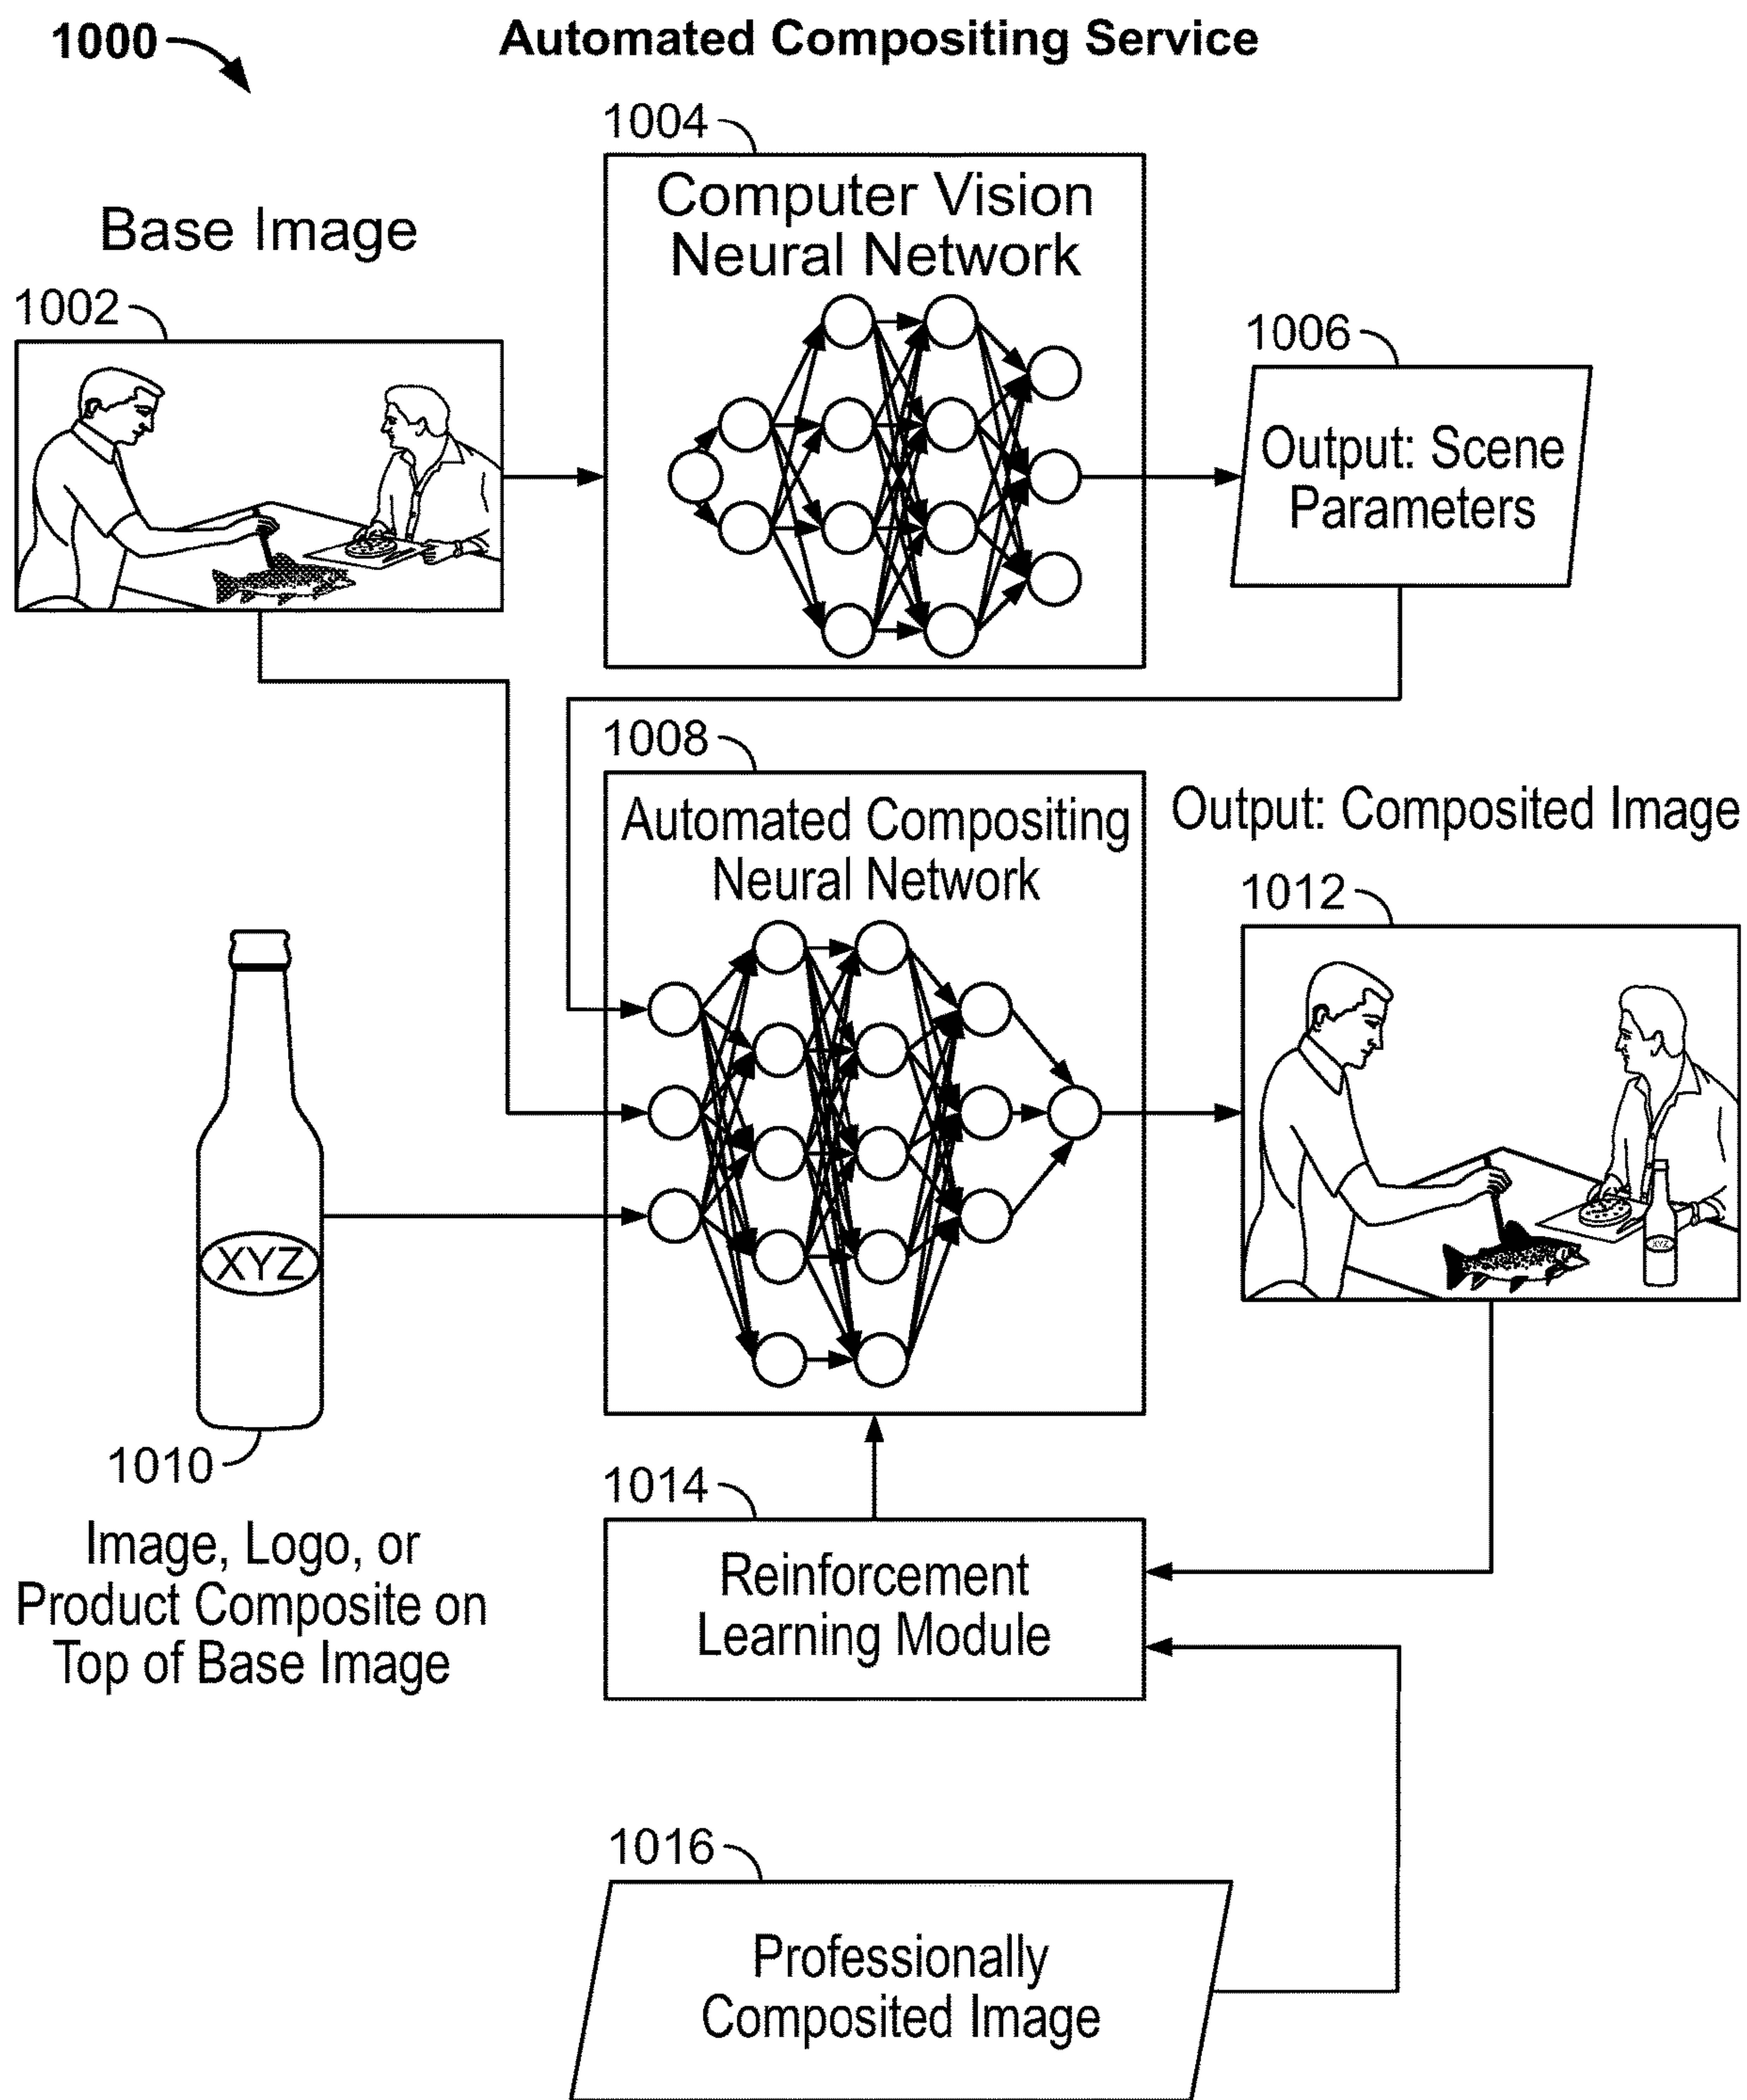 1000
Automated Compositing Service
1004
Computer Vision
Neural Network
Base Image
1002
1006
Output: Scene
Parameters
1008
Automated Compositing
Neural Network
Output: Composited Image
1012
XYZ
XYZ
1010
Image, Logo, or
Product Composite on
Top of Base Image
1014
Reinforcement
Learning Module
1016
Professionally
Composited Image